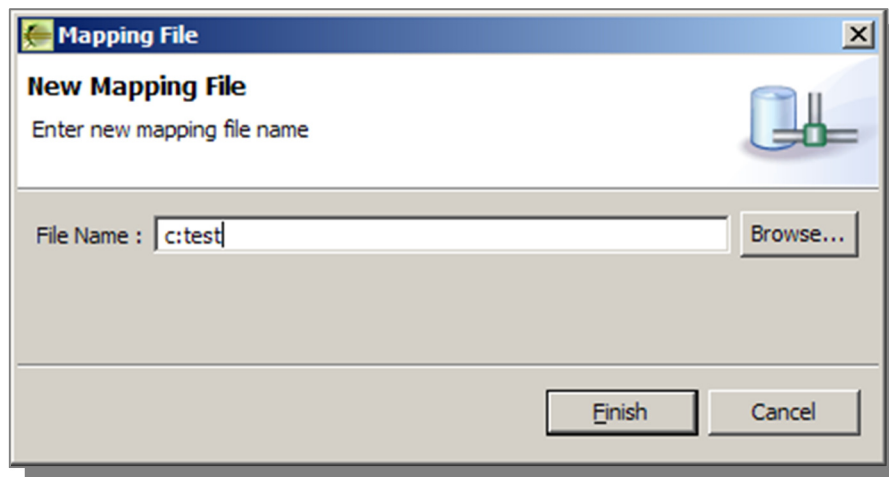 Mapping File
New Mapping File
Enter new mapping file name
File Name : c:test Browse...
Finish Cancel